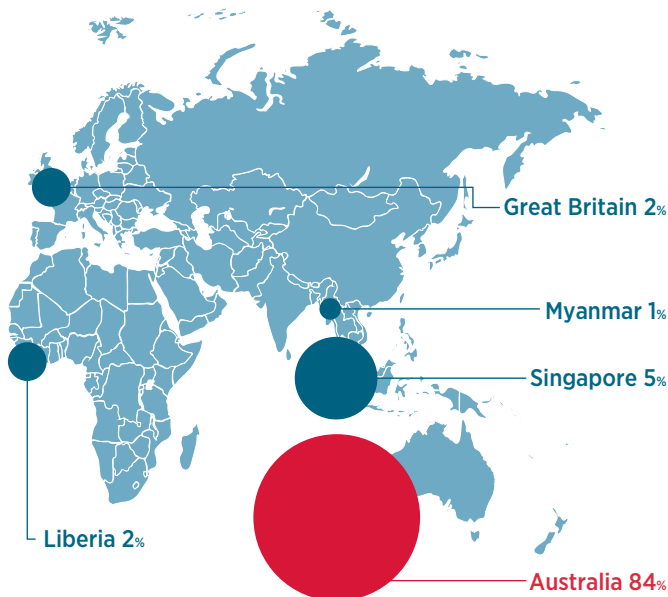 Great Britain 2%
Myanmar 1%
Singapore 5%
Liberia 2%
Australia 84%